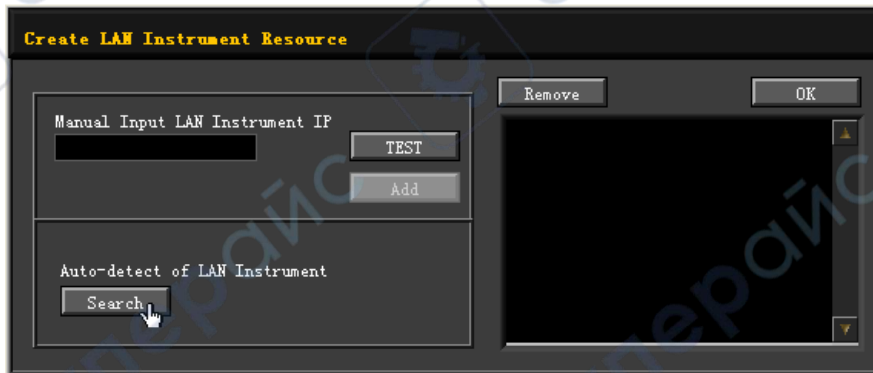 Create LAN Instrument Resource
Remove
OK
Manual Input LAN Instrument IP
TEST
Add
Auto-detect of LAN Instrument
Search